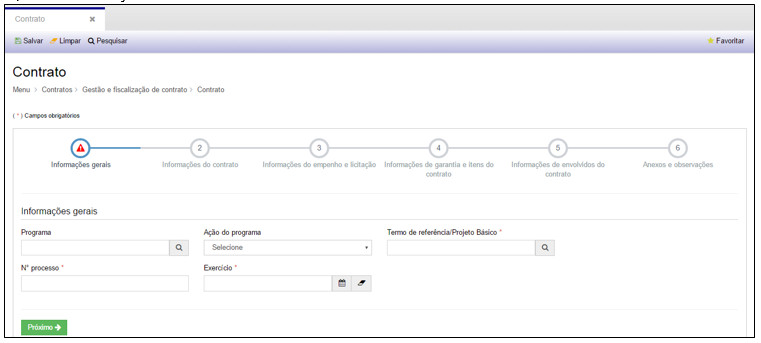 Contrato ×
Salvar Limpar Pesquisar Favoritar
Contrato
Menu > Contratos > Gestão e fiscalização de contrato > Contrato
( * ) Campos obrigatórios
2 3 4 5 6
Informações gerais Informações do contrato Informações do empenho e licitação Informações de garantia e itens do contrato Informações de envolvidos do contrato Anexos e observações
Informações gerais
Programa Ação do programa Termo de referência/Projeto Básico *
Selecione
N° processo * Exercício *
Próximo →